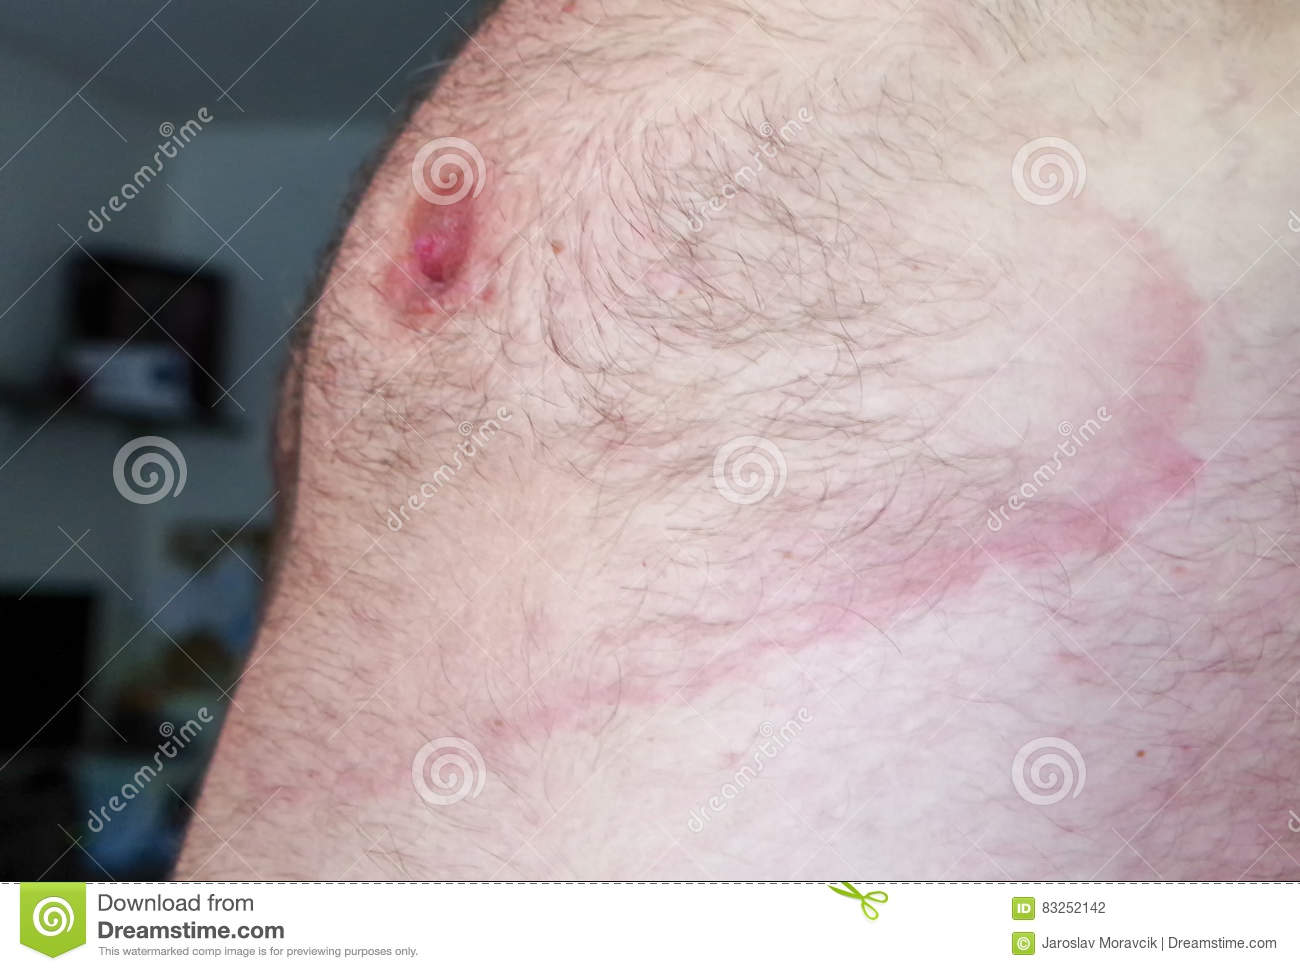 dreamstime.
dreamstime.
dreamstime.
dreamstime.
dreamstime.
dreamstime.
Download from
Dreamstime.com
This watermarked comp image is for previewing purposes only.
ID 83252142
© Jaroslav Moravcik | Dreamstime.com